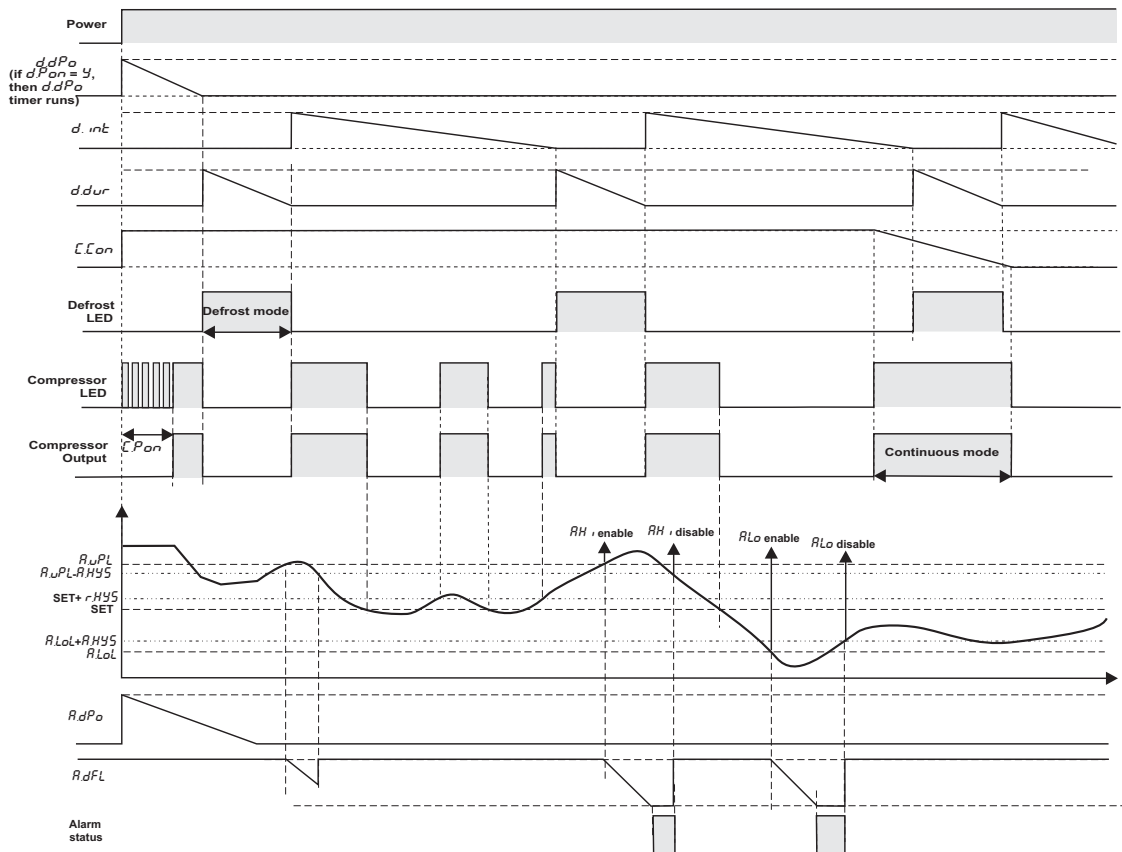 Power
d.dPo
(if d.Pon = y,
then d.dPo
timer runs)
d.int
d.dur
C.Con
Defrost
LED
Defrost mode
Compressor
LED
Compressor
Output
C.Pon
Continuous mode
AHi enable
AHi disable
ALo enable
ALo disable
A.uPL
A.uPL-A.HYS
SET+ rHYS
SET
A.LoL+A.HYS
A.LoL
A.dPo
A.dFL
Alarm
status